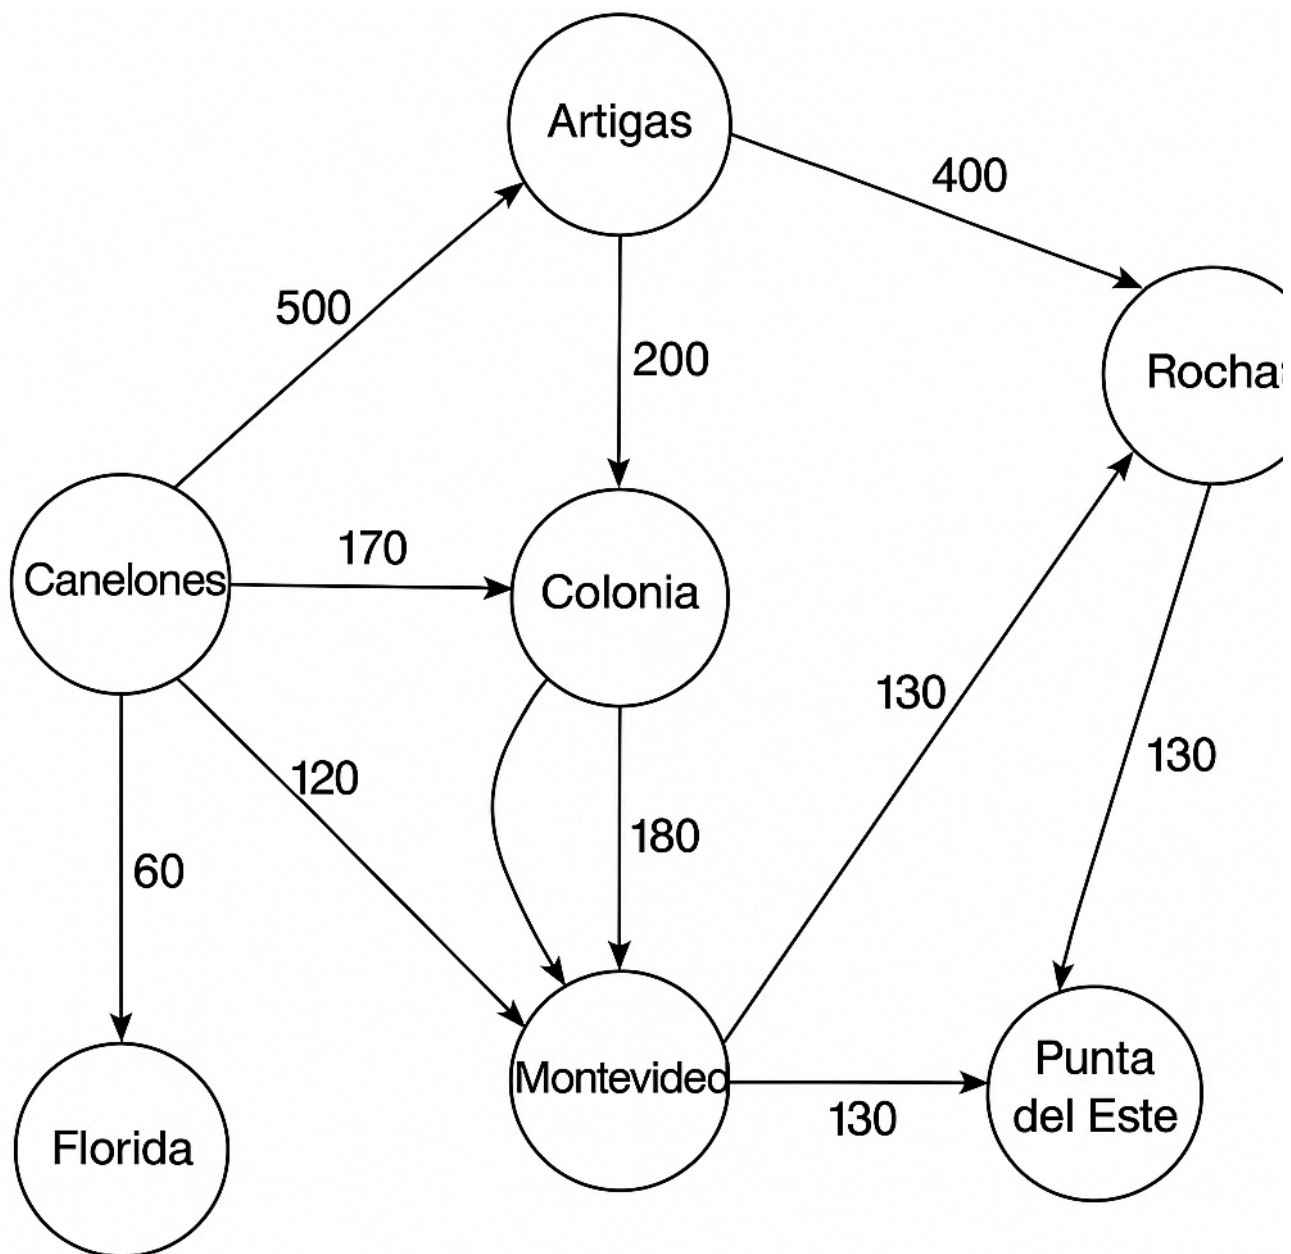 Artigas
400
500
200
Rocha
170
Canelones
Colonia
130
130
120
180
60
Montevideo
Punta
del Este
130
Florida